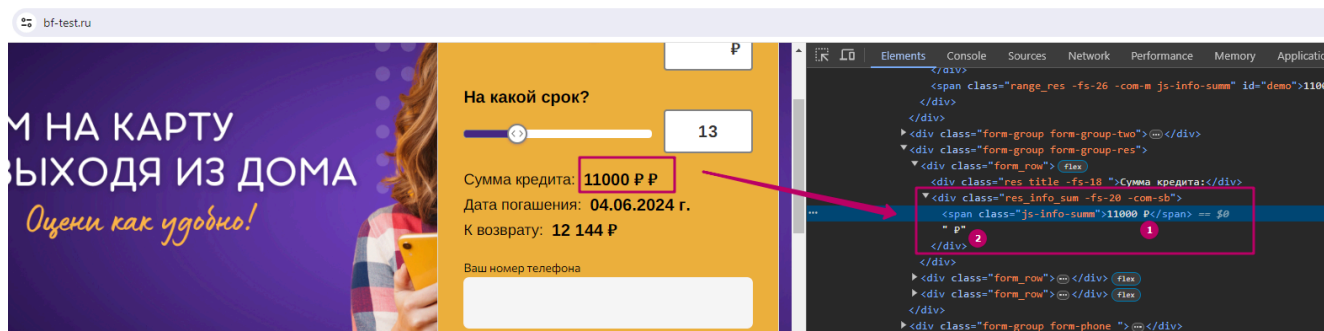 bf-test.ru
М НА КАРТУ
ВЫХОДЯ ИЗ ДОМА
Оцени как удобно!
₽
На какой срок?
13
Сумма кредита: 11000 ₽ ₽
Дата погашения: 04.06.2024 г.
К возврату: 12 144 ₽
Ваш номер телефона
Elements Console Sources Network Performance Memory Applicatio
</div>
<span class="range_res -fs-26 -com-m js-info-summ" id="demo">1100
</div>
</div>
<div class="form-group form-group-two"> </div>
<div class="form-group form-group-res">
<div class="form_row"> flex
<div class="res_title -fs-18 ">Сумма кредита:</div>
<div class="res_info_sum -fs-20 -com-sb">
<span class="js-info-summ">11000 ₽</span> == $0
" ₽"
1
2
</div>
</div>
<div class="form_row"> </div> flex
<div class="form_row"> </div> flex
</div>
<div class="form-group form-phone "> </div>